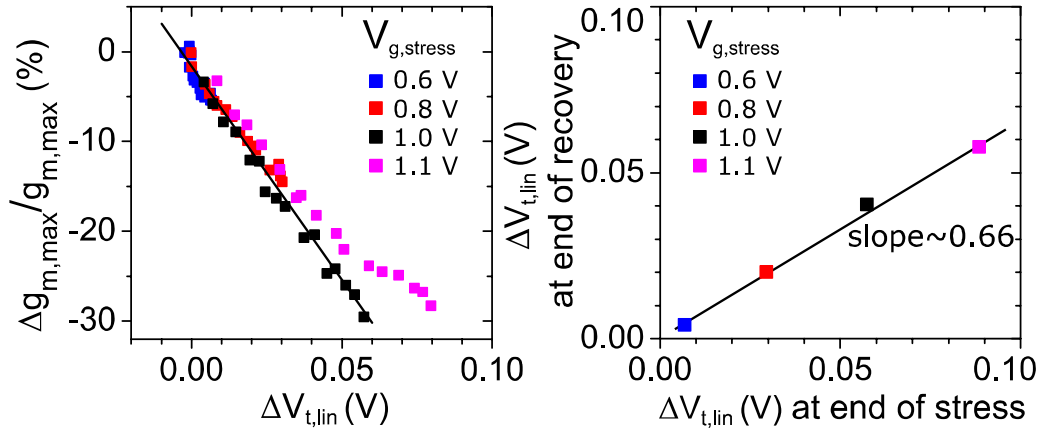 Δg_m,max/g_m,max (%)
0
-10
-20
-30
V_g,stress
0.6 V
0.8 V
1.0 V
1.1 V
0.00
0.05
0.10
ΔV_t,lin (V)
ΔV_t,lin (V)
at end of recovery
0.10
0.05
0.00
V_g,stress
0.6 V
0.8 V
1.0 V
1.1 V
slope~0.66
0.00
0.05
0.10
ΔV_t,lin (V) at end of stress